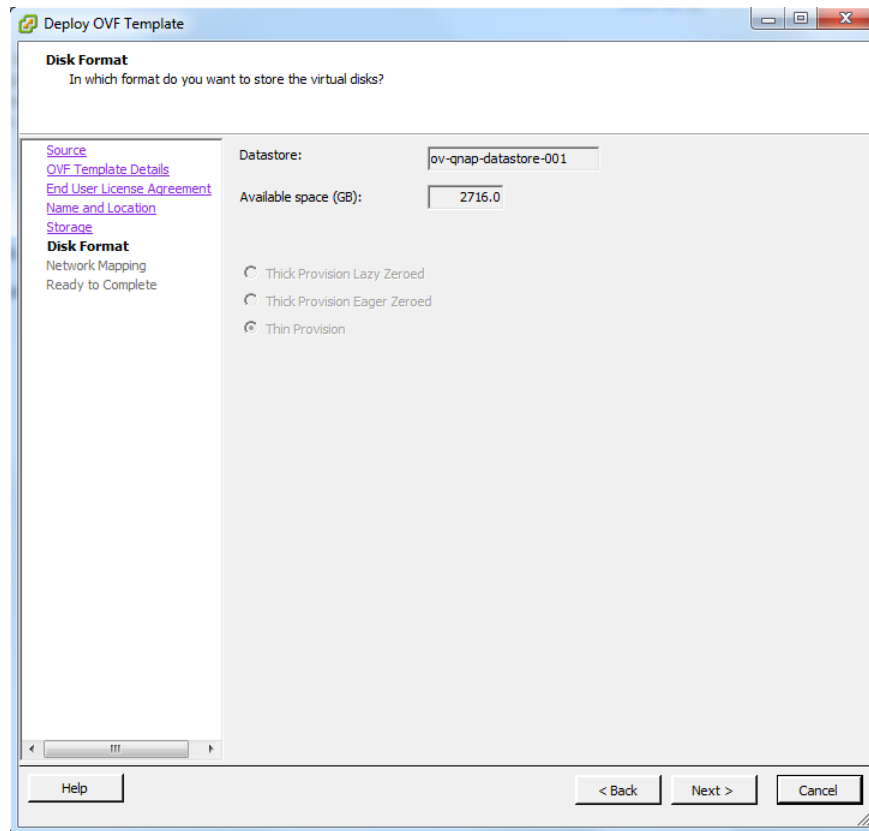 Deploy OVF Template
Disk Format
In which format do you want to store the virtual disks?
Source
OVF Template Details
End User License Agreement
Name and Location
Storage
Disk Format
Network Mapping
Ready to Complete
Datastore:
ov-qnap-datastore-001
Available space (GB):
2716.0
Thick Provision Lazy Zeroed
Thick Provision Eager Zeroed
Thin Provision
Help
< Back
Next >
Cancel